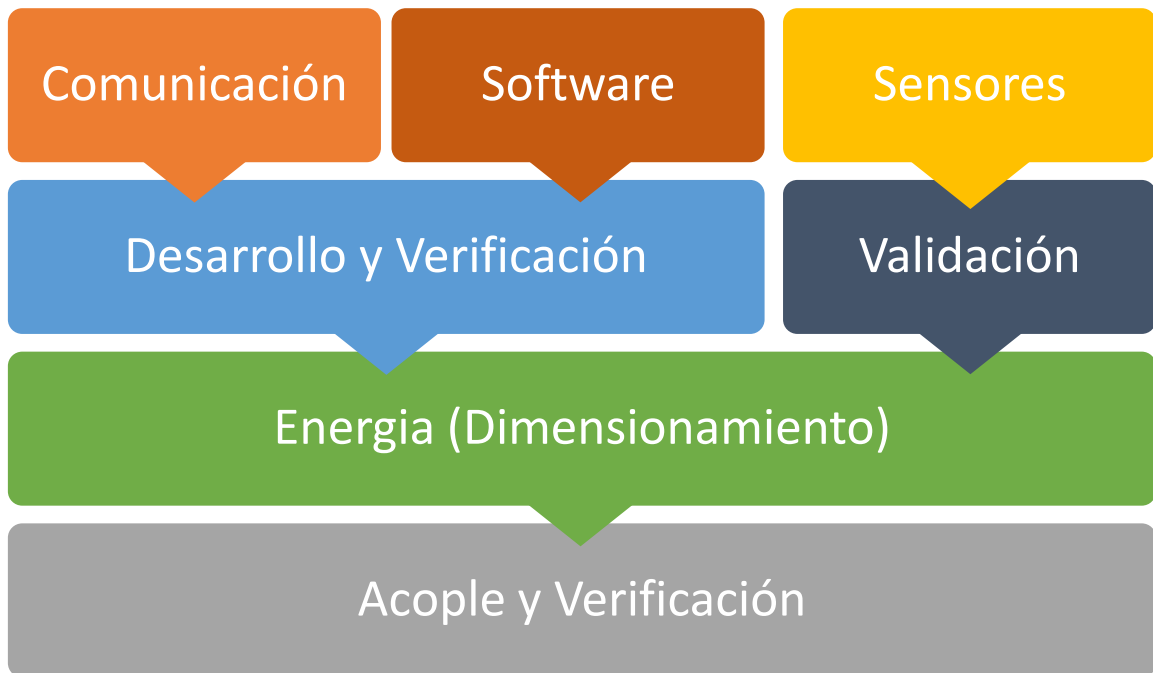 Comunicación
Software
Sensores
Desarrollo y Verificación
Validación
Energia (Dimensionamiento)
Acople y Verificación